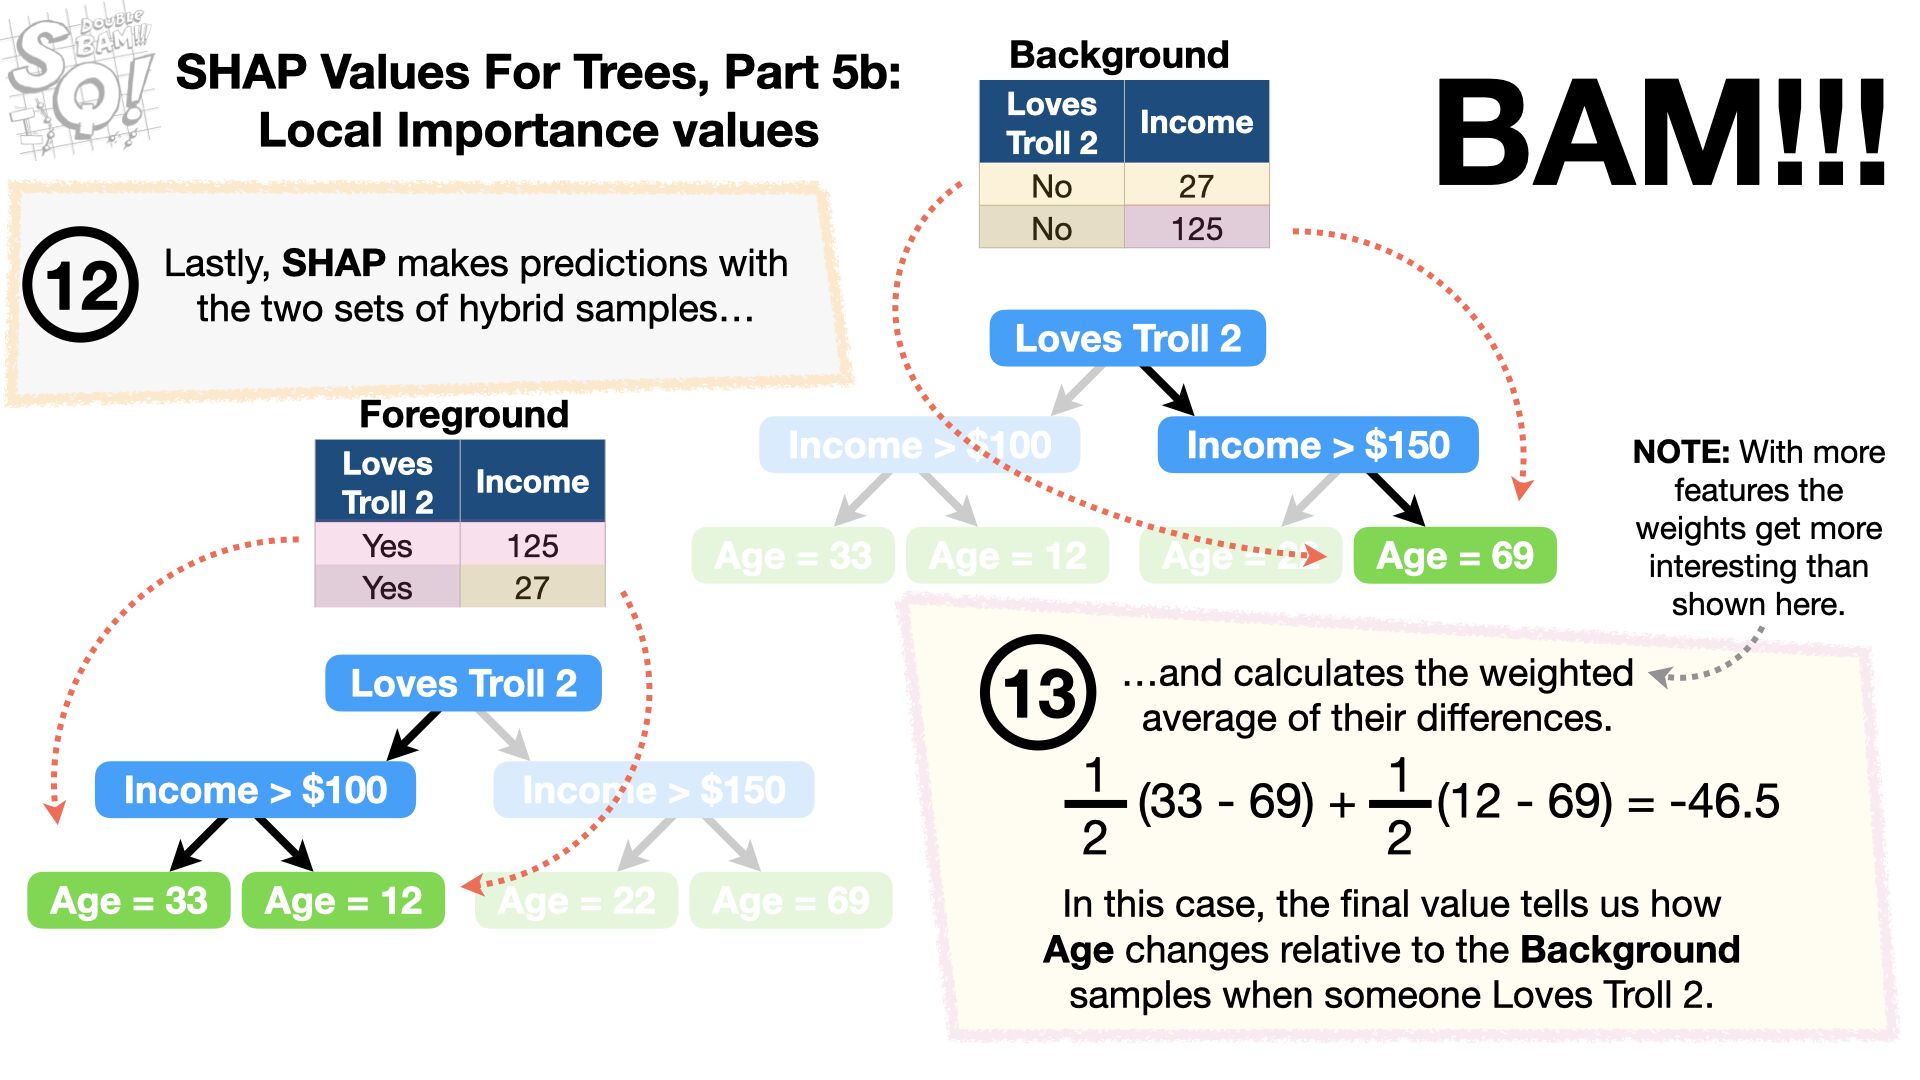 DOUBLE
BAM!!!
SQ!
SHAP Values For Trees, Part 5b:
Local Importance values
BAM!!!
12
Lastly, SHAP makes predictions with
the two sets of hybrid samples…
Background
Loves
Troll 2
Income
No 27
No 125
Loves Troll 2
Income > $100
Income > $150
Age = 33
Age = 12
Age = 22
Age = 69
Foreground
Loves
Troll 2
Income
Yes 125
Yes 27
Loves Troll 2
Income > $100
Income > $150
Age = 33
Age = 12
Age = 22
Age = 69
NOTE: With more
features the
weights get more
interesting than
shown here.
13
…and calculates the weighted
average of their differences.
1/2 (33 - 69) + 1/2 (12 - 69) = -46.5
In this case, the final value tells us how
Age changes relative to the Background
samples when someone Loves Troll 2.